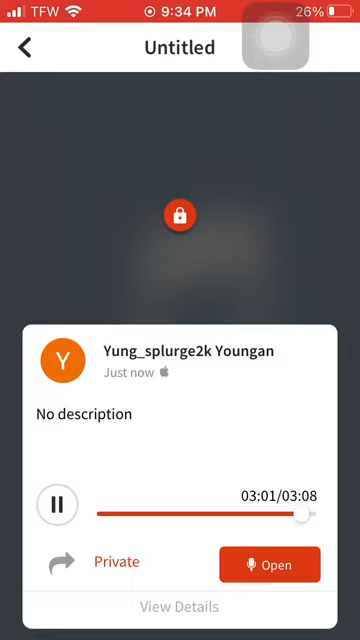 TFW 9:34 PM 26%
Untitled
Y
Yung_splurge2k Youngan
Just now
No description
03:01/03:08
Private
Open
View Details